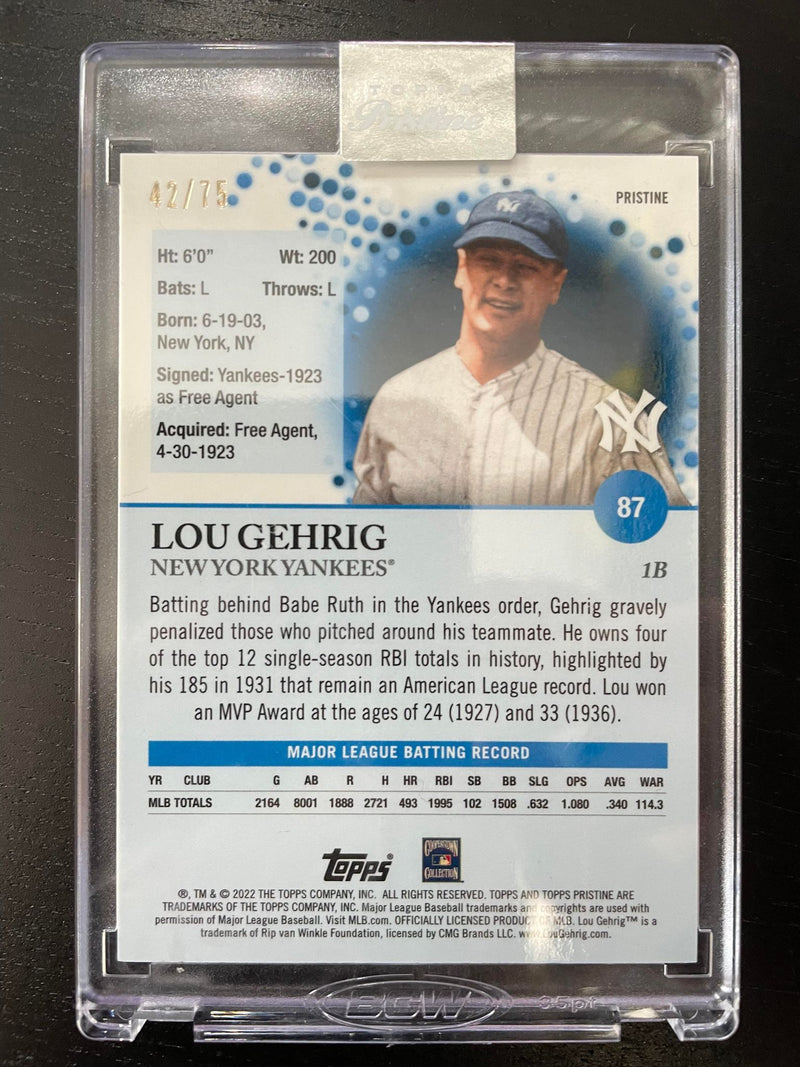 TOPPS
Pristine
42/75
PRISTINE
NY
Ht: 6'0" Wt: 200
Bats: L Throws: L
Born: 6-19-03,
New York, NY
Signed: Yankees-1923
as Free Agent
Acquired: Free Agent,
4-30-1923
NY
87
LOU GEHRIG
NEW YORK YANKEES®
1B
Batting behind Babe Ruth in the Yankees order, Gehrig gravely
penalized those who pitched around his teammate. He owns four
of the top 12 single-season RBI totals in history, highlighted by
his 185 in 1931 that remain an American League record. Lou won
an MVP Award at the ages of 24 (1927) and 33 (1936).
MAJOR LEAGUE BATTING RECORD
YR CLUB G AB R H HR RBI SB BB SLG OPS AVG WAR
MLB TOTALS 2164 8001 1888 2721 493 1995 102 1508 .632 1.080 .340 114.3
topps
COOPERSTOWN
COLLECTION
®, TM & © 2022 THE TOPPS COMPANY, INC. ALL RIGHTS RESERVED. TOPPS AND TOPPS PRISTINE ARE
TRADEMARKS OF THE TOPPS COMPANY, INC. Major League Baseball trademarks and copyrights are used with
permission of Major League Baseball. Visit MLB.com. OFFICIALLY LICENSED PRODUCT OF MLB. Lou Gehrig™ is a
trademark of Rip van Winkle Foundation, licensed by CMG Brands LLC. www.LouGehrig.com.
BCW 35pt